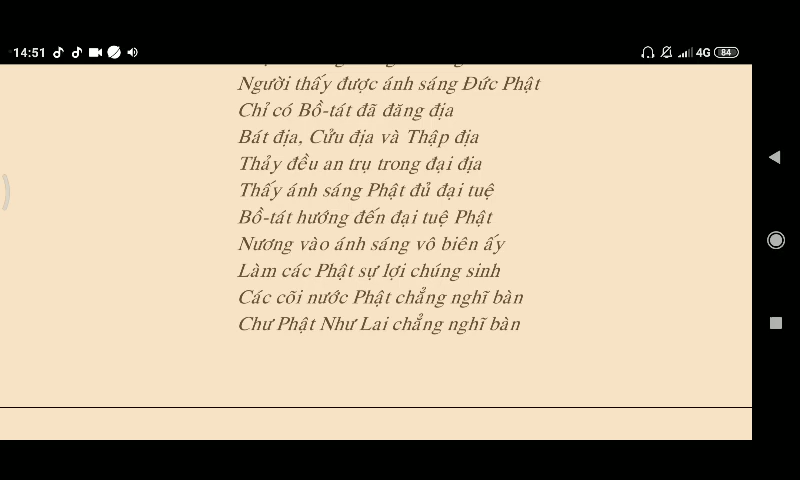 14:51
4G 84
Người thấy được ánh sáng Đức Phật
Chỉ có Bồ-tát đã đăng địa
Bát địa, Cửu địa và Thập địa
Thảy đều an trụ trong đại địa
Thấy ánh sáng Phật đủ đại tuệ
Bồ-tát hướng đến đại tuệ Phật
Nương vào ánh sáng vô biên ấy
Làm các Phật sự lợi chúng sinh
Các cõi nước Phật chẳng nghĩ bàn
Chư Phật Như Lai chẳng nghĩ bàn